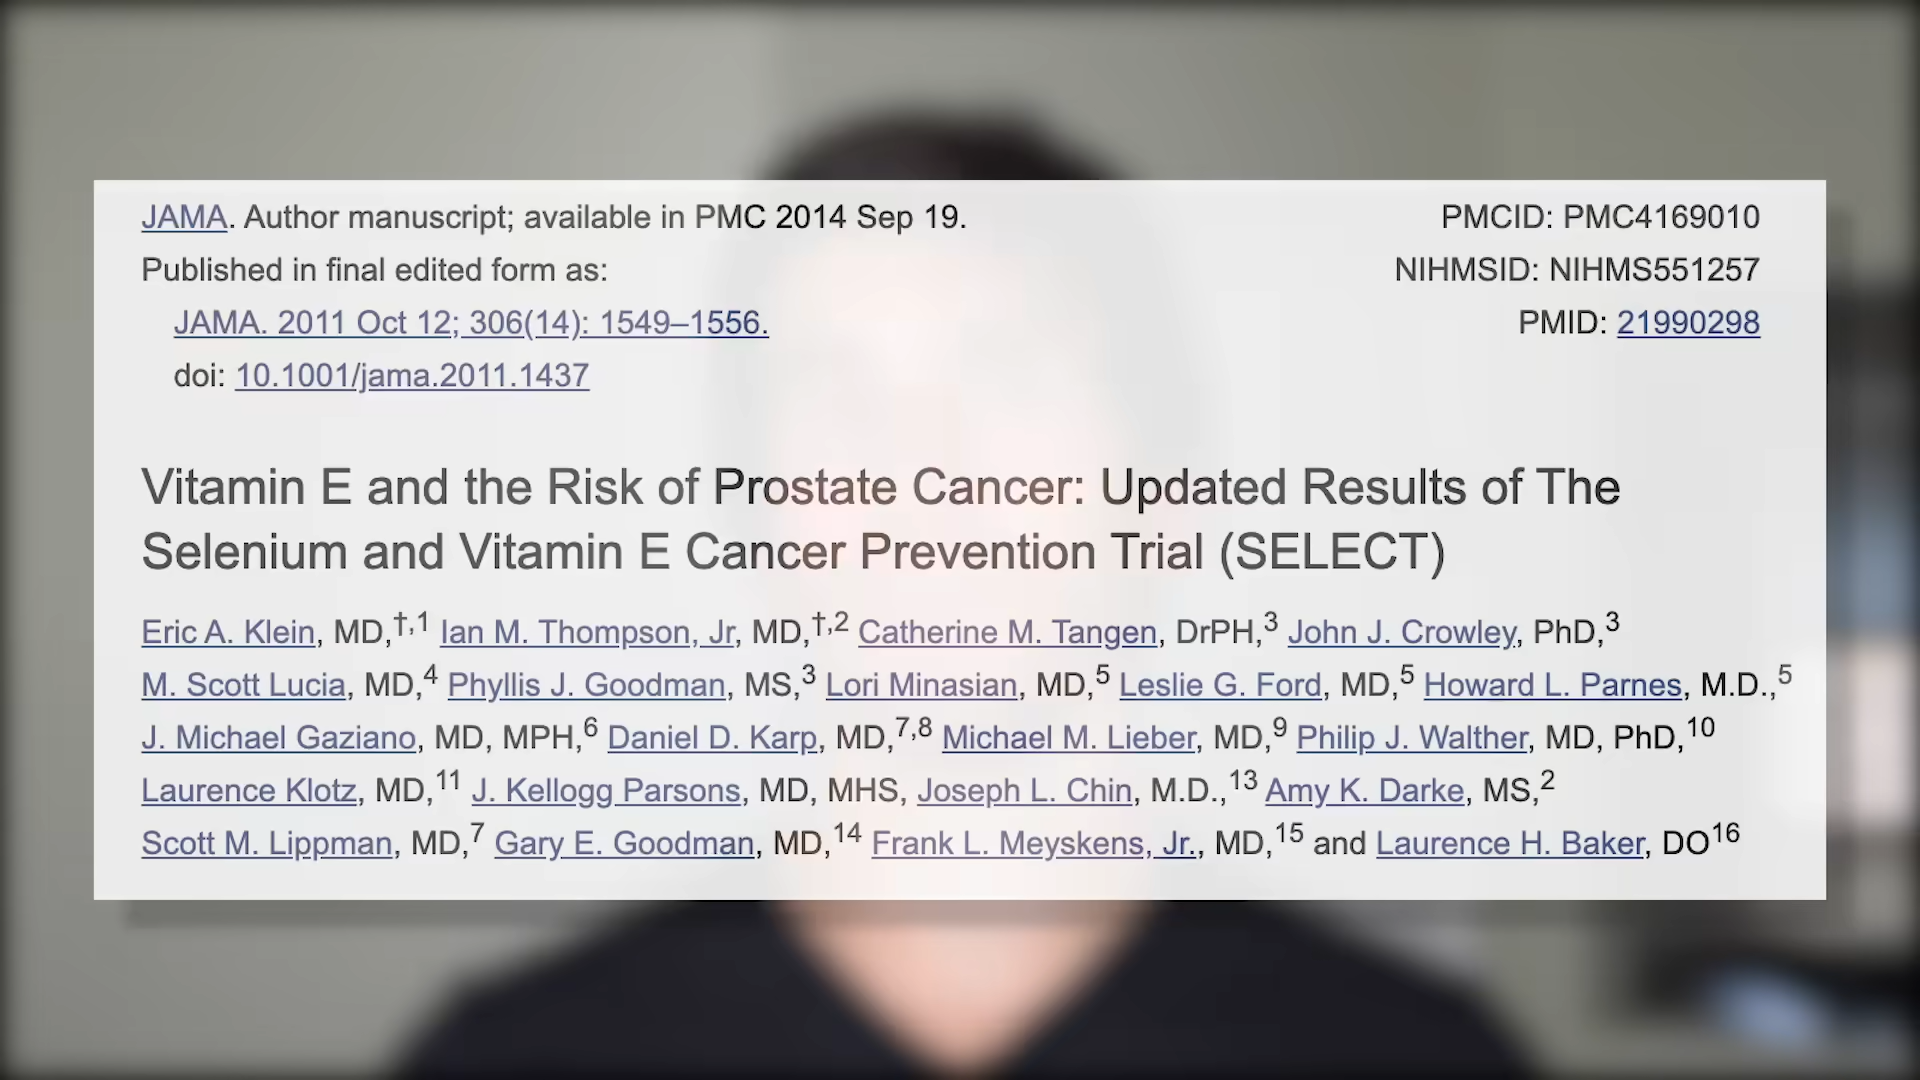 JAMA. Author manuscript; available in PMC 2014 Sep 19.
PMCID: PMC4169010
Published in final edited form as:
NIHMSID: NIHMS551257
JAMA. 2011 Oct 12; 306(14): 1549–1556.
PMID: 21990298
doi: 10.1001/jama.2011.1437
Vitamin E and the Risk of Prostate Cancer: Updated Results of The
Selenium and Vitamin E Cancer Prevention Trial (SELECT)
Eric A. Klein, MD,†,1 Ian M. Thompson, Jr, MD,†,2 Catherine M. Tangen, DrPH,3 John J. Crowley, PhD,3
M. Scott Lucia, MD,4 Phyllis J. Goodman, MS,3 Lori Minasian, MD,5 Leslie G. Ford, MD,5 Howard L. Parnes, M.D.,5
J. Michael Gaziano, MD, MPH,6 Daniel D. Karp, MD,7,8 Michael M. Lieber, MD,9 Philip J. Walther, MD, PhD,10
Laurence Klotz, MD,11 J. Kellogg Parsons, MD, MHS, Joseph L. Chin, M.D.,13 Amy K. Darke, MS,2
Scott M. Lippman, MD,7 Gary E. Goodman, MD,14 Frank L. Meyskens, Jr., MD,15 and Laurence H. Baker, DO16